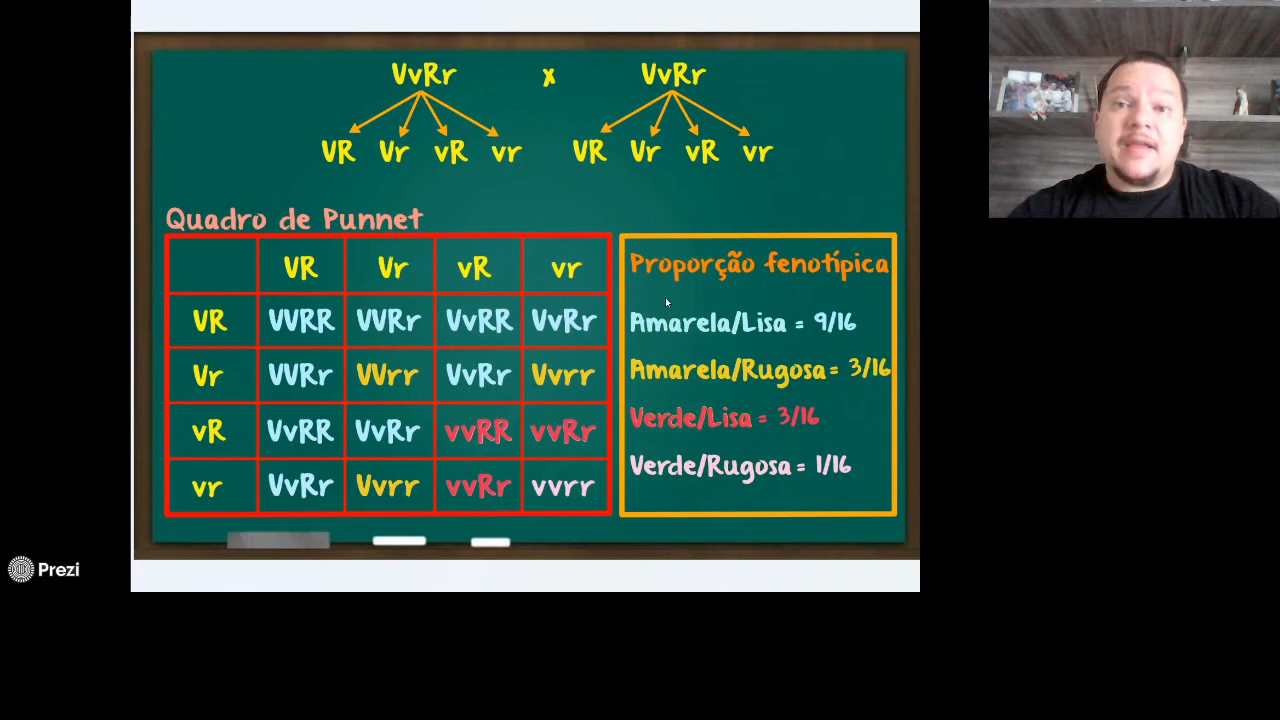 VvRr x VvRr
VR Vr vR vr VR Vr vR vr
Quadro de Punnet
VR Vr vR vr
VR VVRR VVRr VvRR VvRr
Vr VVRr VVrr VvRr Vvrr
vR VvRR VvRr vvRR vvRr
vr VvRr Vvrr vvRr vvrr
Proporção fenotípica
Amarela/Lisa = 9/16
Amarela/Rugosa= 3/16
Verde/Lisa = 3/16
Verde/Rugosa = 1/16
Prezi